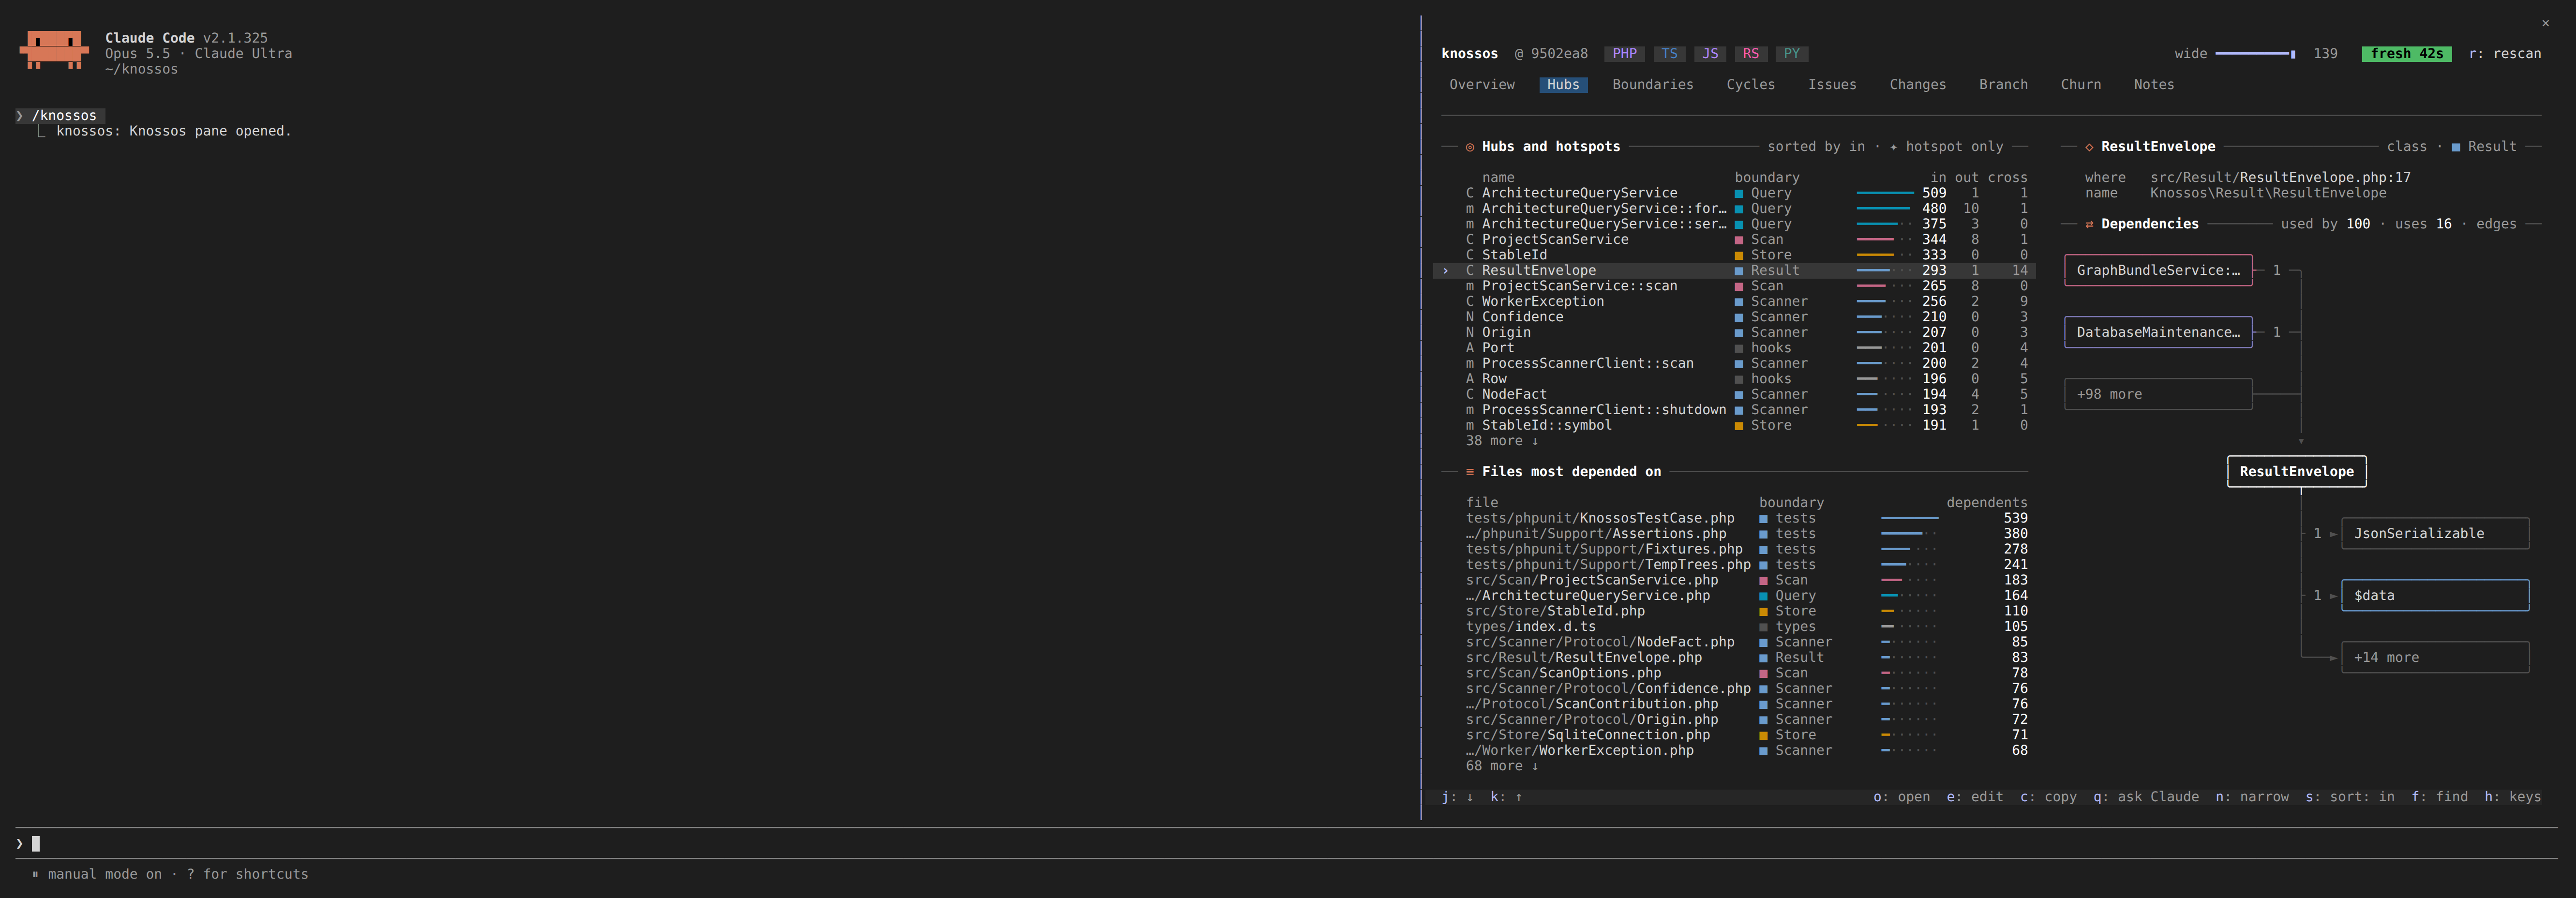 Claude Code v2.1.325
Opus 5.5 · Claude Ultra
~/knossos
❯ /knossos
knossos: Knossos pane opened.
×
knossos @ 9502ea8 PHP TS JS RS PY wide 139 fresh 42s r: rescan
Overview Hubs Boundaries Cycles Issues Changes Branch Churn Notes
◎ Hubs and hotspots sorted by in · ✦ hotspot only
name boundary in out cross
C ArchitectureQueryService ■ Query 509 1 1
m ArchitectureQueryService::for… ■ Query 480 10 1
m ArchitectureQueryService::ser… ■ Query 375 3 0
C ProjectScanService ■ Scan 344 8 1
C StableId ■ Store 333 0 0
› C ResultEnvelope ■ Result 293 1 14
m ProjectScanService::scan ■ Scan 265 8 0
C WorkerException ■ Scanner 256 2 9
N Confidence ■ Scanner 210 0 3
N Origin ■ Scanner 207 0 3
A Port ■ hooks 201 0 4
m ProcessScannerClient::scan ■ Scanner 200 2 4
A Row ■ hooks 196 0 5
C NodeFact ■ Scanner 194 4 5
m ProcessScannerClient::shutdown ■ Scanner 193 2 1
m StableId::symbol ■ Store 191 1 0
38 more ↓
≡ Files most depended on
file boundary dependents
tests/phpunit/KnossosTestCase.php ■ tests 539
…/phpunit/Support/Assertions.php ■ tests 380
tests/phpunit/Support/Fixtures.php ■ tests 278
tests/phpunit/Support/TempTrees.php ■ tests 241
src/Scan/ProjectScanService.php ■ Scan 183
…/ArchitectureQueryService.php ■ Query 164
src/Store/StableId.php ■ Store 110
types/index.d.ts ■ types 105
src/Scanner/Protocol/NodeFact.php ■ Scanner 85
src/Result/ResultEnvelope.php ■ Result 83
src/Scan/ScanOptions.php ■ Scan 78
src/Scanner/Protocol/Confidence.php ■ Scanner 76
…/Protocol/ScanContribution.php ■ Scanner 76
src/Scanner/Protocol/Origin.php ■ Scanner 72
src/Store/SqliteConnection.php ■ Store 71
…/Worker/WorkerException.php ■ Scanner 68
68 more ↓
◇ ResultEnvelope class · ■ Result
where src/Result/ResultEnvelope.php:17
name Knossos\Result\ResultEnvelope
⇄ Dependencies used by 100 · uses 16 · edges
GraphBundleService:… 1
DatabaseMaintenance… 1
+98 more
ResultEnvelope
1 ► JsonSerializable
1 ► $data
► +14 more
j: ↓ k: ↑ o: open e: edit c: copy q: ask Claude n: narrow s: sort: in f: find h: keys
❯
⏸ manual mode on · ? for shortcuts